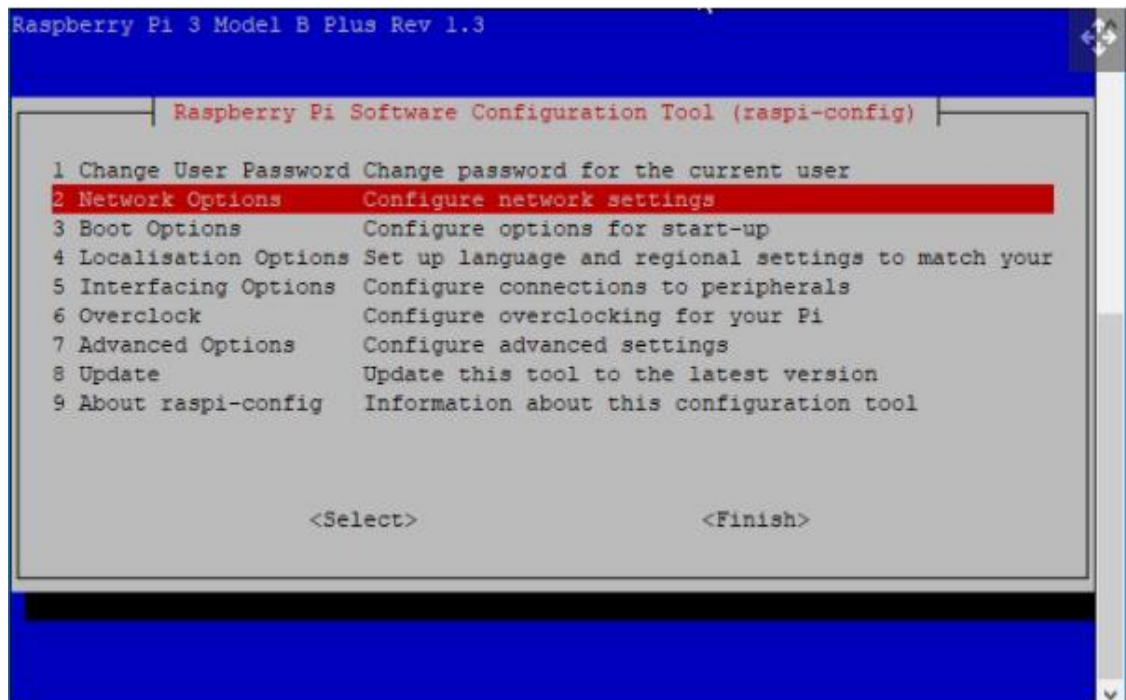 Raspberry Pi 3 Model B Plus Rev 1.3
Raspberry Pi Software Configuration Tool (raspi-config)
1 Change User Password Change password for the current user
2 Network Options Configure network settings
3 Boot Options Configure options for start-up
4 Localisation Options Set up language and regional settings to match your
5 Interfacing Options Configure connections to peripherals
6 Overclock Configure overclocking for your Pi
7 Advanced Options Configure advanced settings
8 Update Update this tool to the latest version
9 About raspi-config Information about this configuration tool
<Select> <Finish>